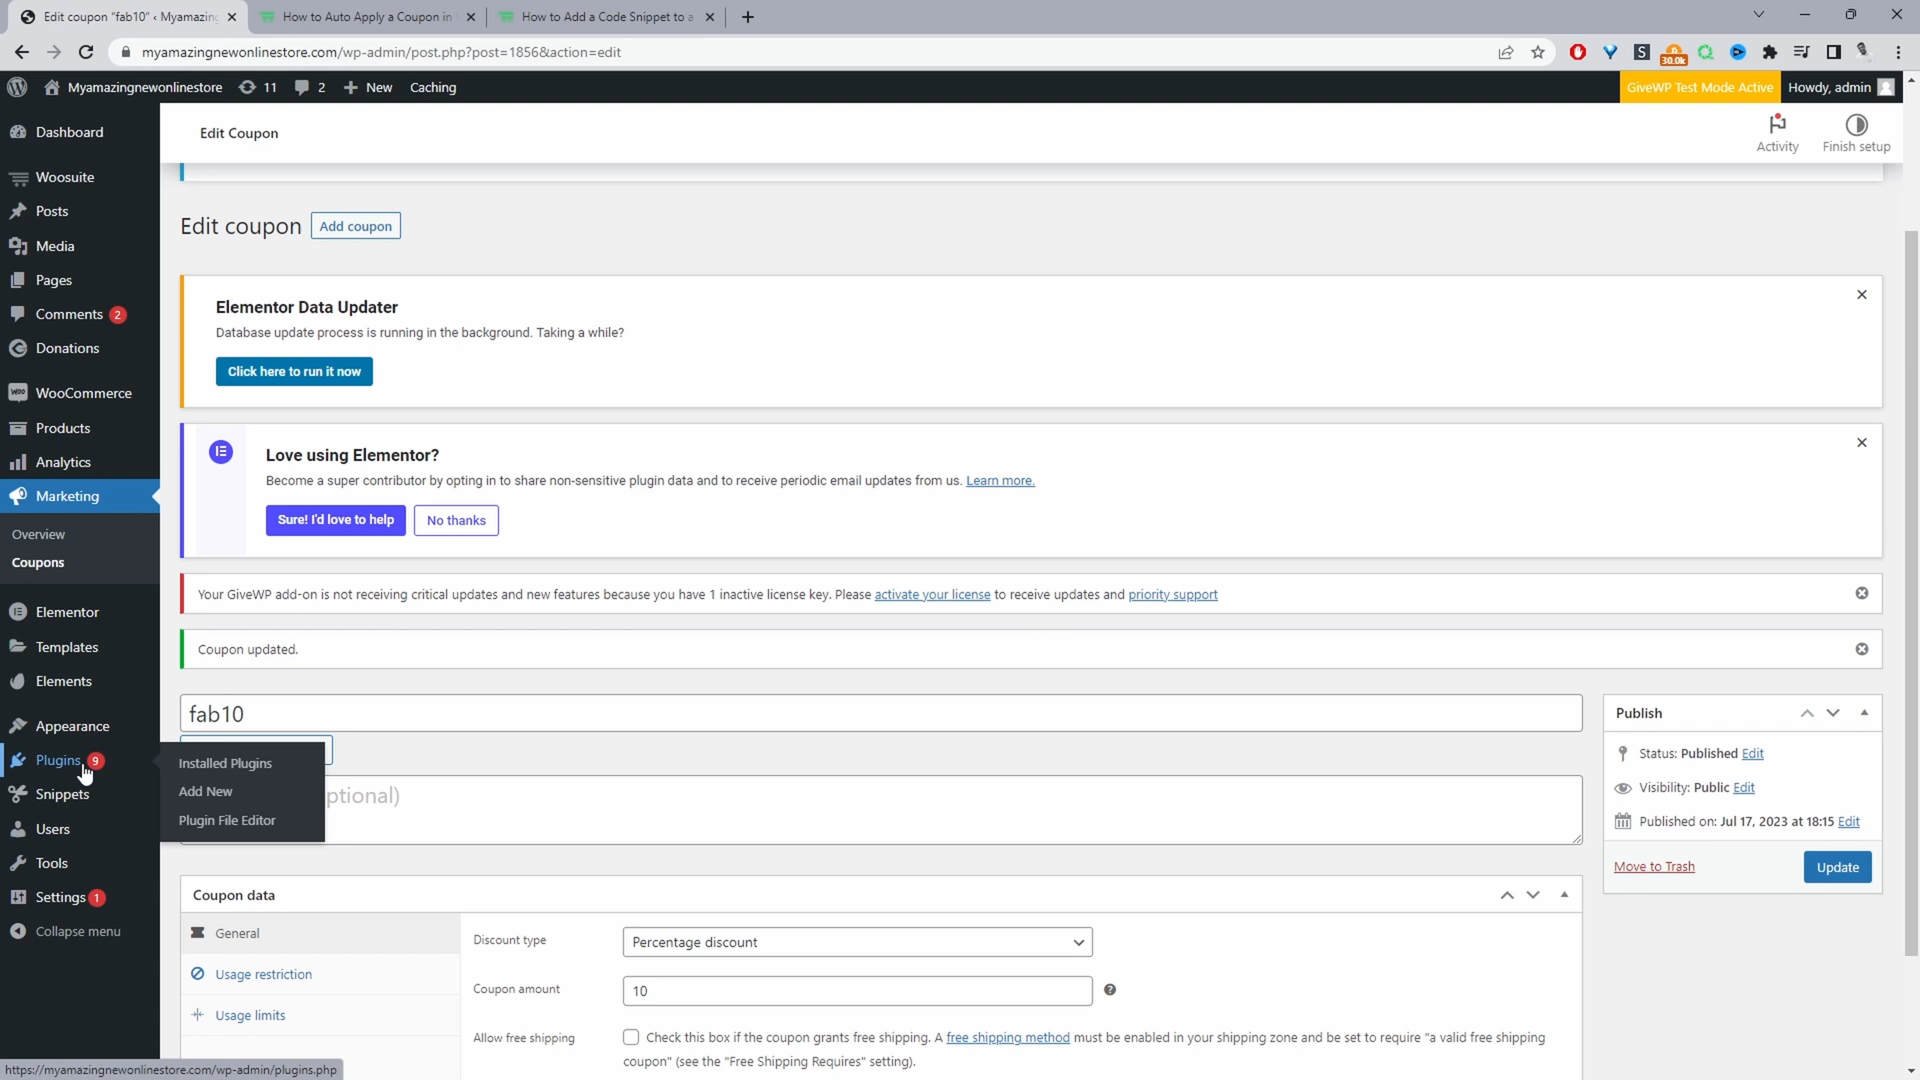 Edit coupon "fab10" ‹ Myamazin
How to Auto Apply a Coupon in
How to Add a Code Snippet to a
myamazingnewonlinestore.com/wp-admin/post.php?post=1856&action=edit
30.0k
Myamazingnewonlinestore
11
2
New
Caching
GiveWP Test Mode Active
Howdy, admin
Dashboard
Woosuite
Posts
Media
Pages
Comments 2
Donations
WooCommerce
Products
Analytics
Marketing
Overview
Coupons
Elementor
Templates
Elements
Appearance
Plugins 9
Snippets
Users
Tools
Settings 1
Collapse menu
Installed Plugins
Add New
Plugin File Editor
Edit Coupon
Activity
Finish setup
Edit coupon
Add coupon
Elementor Data Updater
Database update process is running in the background. Taking a while?
Click here to run it now
Love using Elementor?
Become a super contributor by opting in to share non-sensitive plugin data and to receive periodic email updates from us. Learn more.
Sure! I'd love to help
No thanks
Your GiveWP add-on is not receiving critical updates and new features because you have 1 inactive license key. Please activate your license to receive updates and priority support
Coupon updated.
fab10
ptional)
Publish
Status: Published Edit
Visibility: Public Edit
Published on: Jul 17, 2023 at 18:15 Edit
Move to Trash
Update
Coupon data
General
Usage restriction
Usage limits
Discount type
Percentage discount
Coupon amount
10
Allow free shipping
Check this box if the coupon grants free shipping. A free shipping method must be enabled in your shipping zone and be set to require "a valid free shipping
coupon" (see the "Free Shipping Requires" setting).
https://myamazingnewonlinestore.com/wp-admin/plugins.php